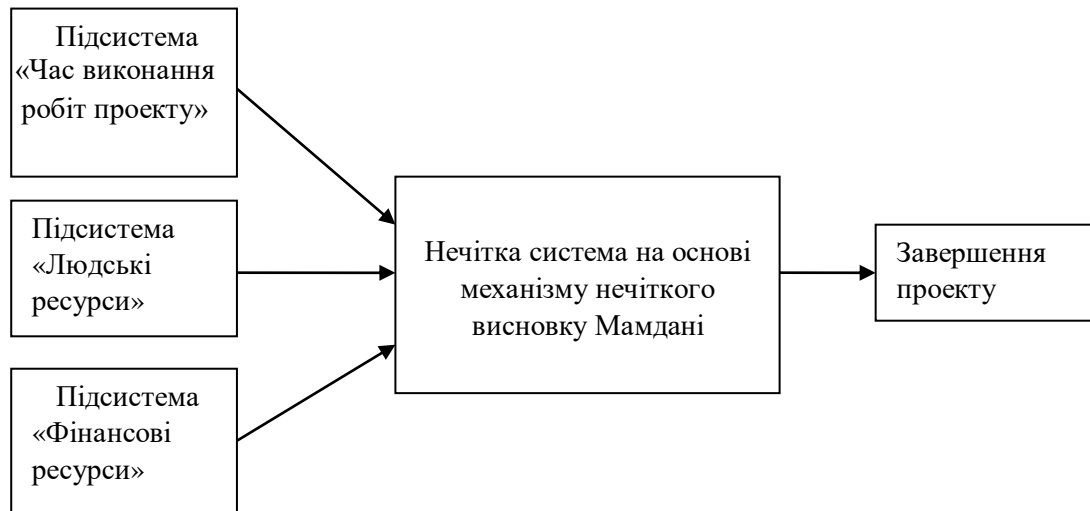 Підсистема
«Час виконання
робіт проекту»
Підсистема
«Людські
ресурси»
Підсистема
«Фінансові
ресурси»
Нечітка система на основі
механізму нечіткого
висновку Мамдані
Завершення
проекту